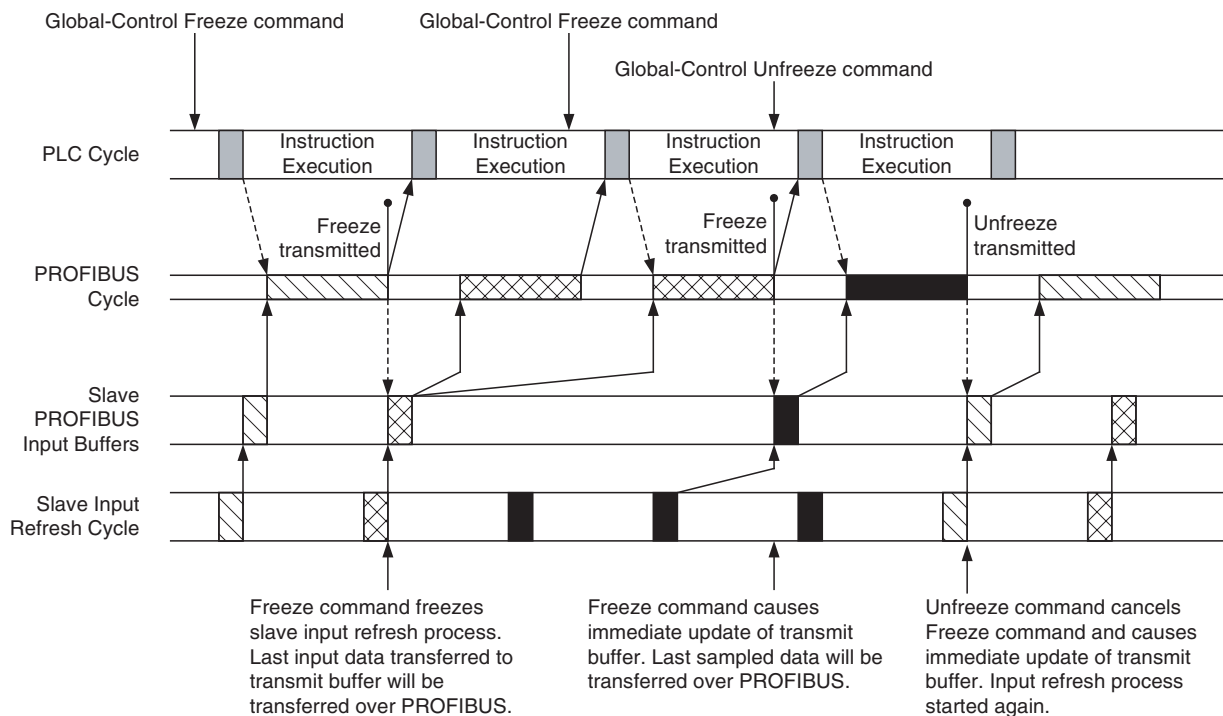 Global-Control Freeze command
Global-Control Freeze command
Global-Control Unfreeze command
PLC Cycle
Instruction
Execution
Instruction
Execution
Instruction
Execution
Instruction
Execution
Freeze
transmitted
Freeze
transmitted
Unfreeze
transmitted
PROFIBUS
Cycle
Slave
PROFIBUS
Input Buffers
Slave Input
Refresh Cycle
Freeze command freezes
slave input refresh process.
Last input data transferred to
transmit buffer will be
transferred over PROFIBUS.
Freeze command causes
immediate update of transmit
buffer. Last sampled data will be
transferred over PROFIBUS.
Unfreeze command cancels
Freeze command and causes
immediate update of transmit
buffer. Input refresh process
started again.